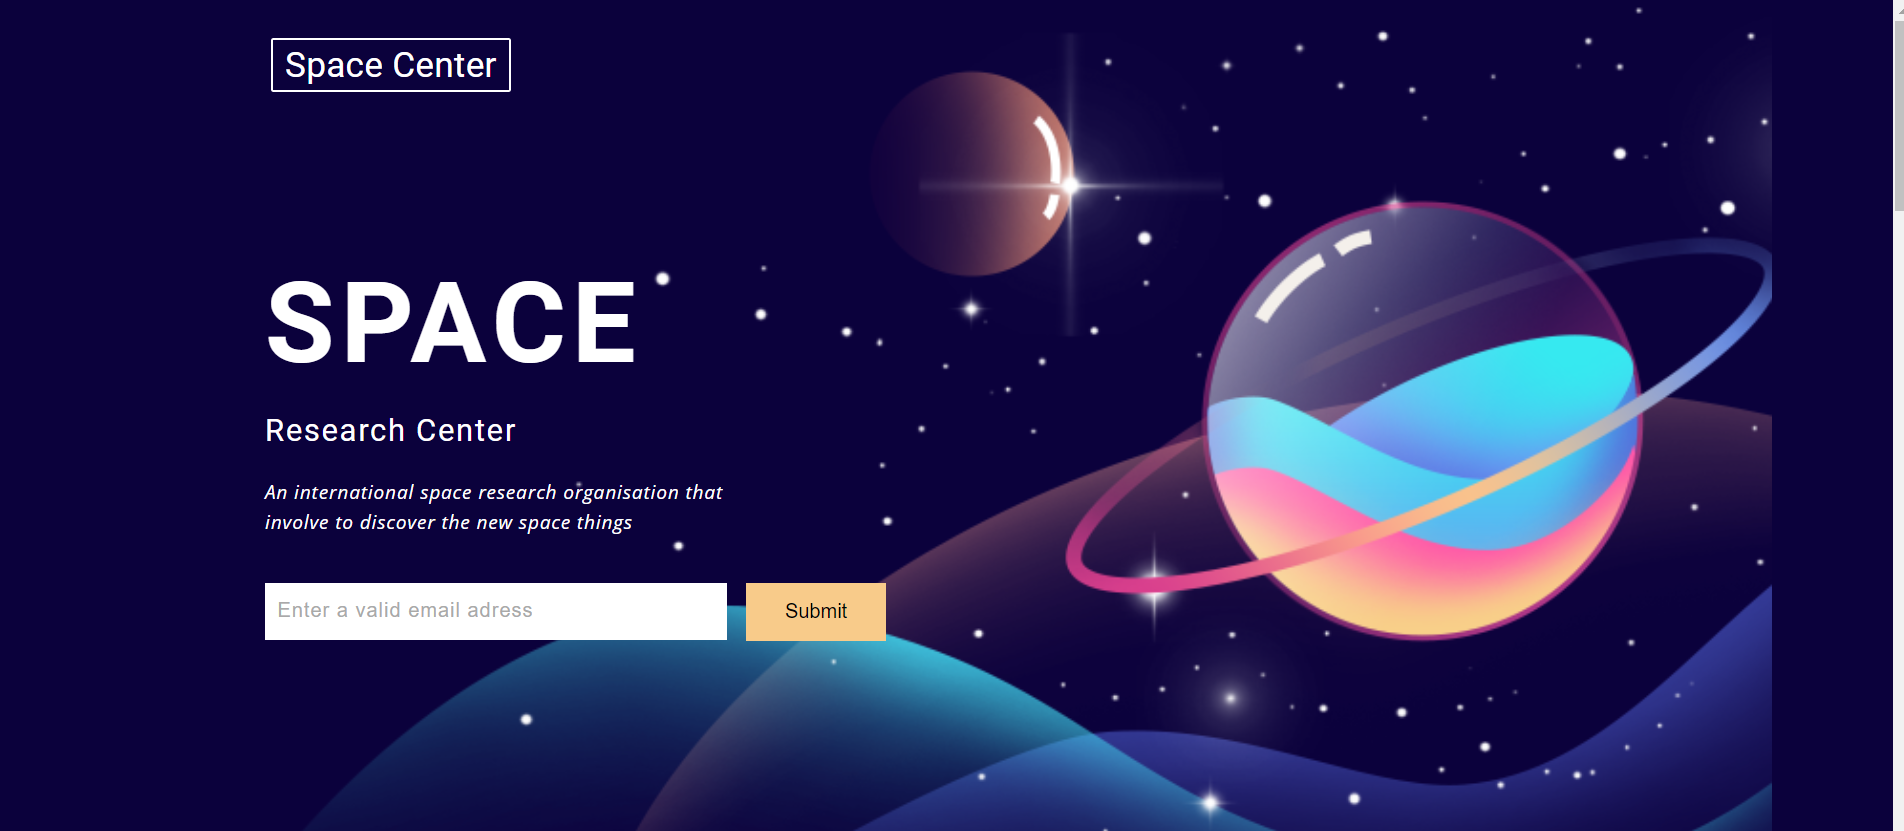 Space Center
SPACE
Research Center
An international space research organisation that
involve to discover the new space things
Enter a valid email adress
Submit